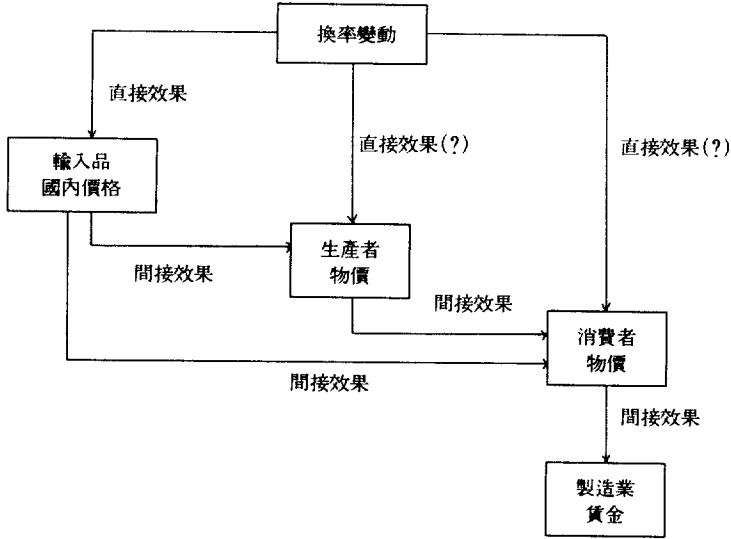 換率變動
直接效果
直接效果(?)
直接效果(?)
輸入品
國內價格
生產者
物價
間接效果
間接效果
消費者
物價
間接效果
間接效果
製造業
賃金